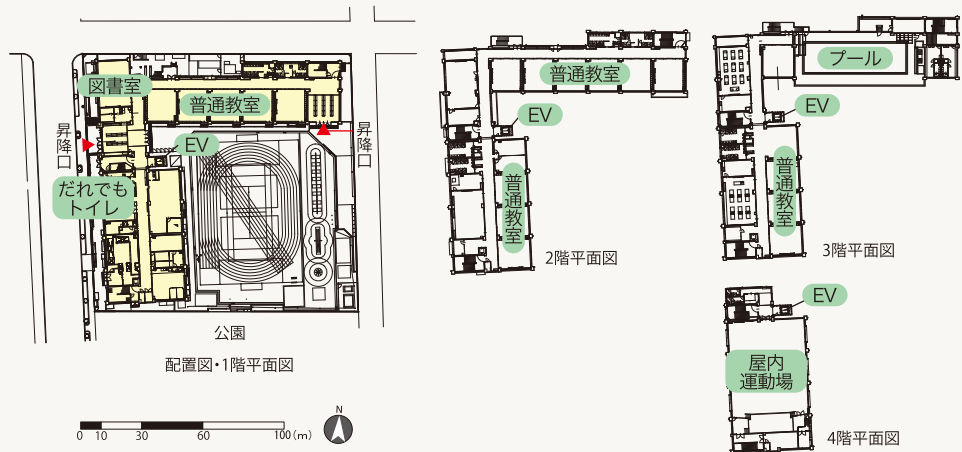 図書室
普通教室
昇降口
EV
昇降口
だれでも
トイレ
公園
配置図・1階平面図
0 10 30 60 100(m)
N
普通教室
EV
普通教室
2階平面図
プール
EV
普通教室
3階平面図
EV
屋内
運動場
4階平面図